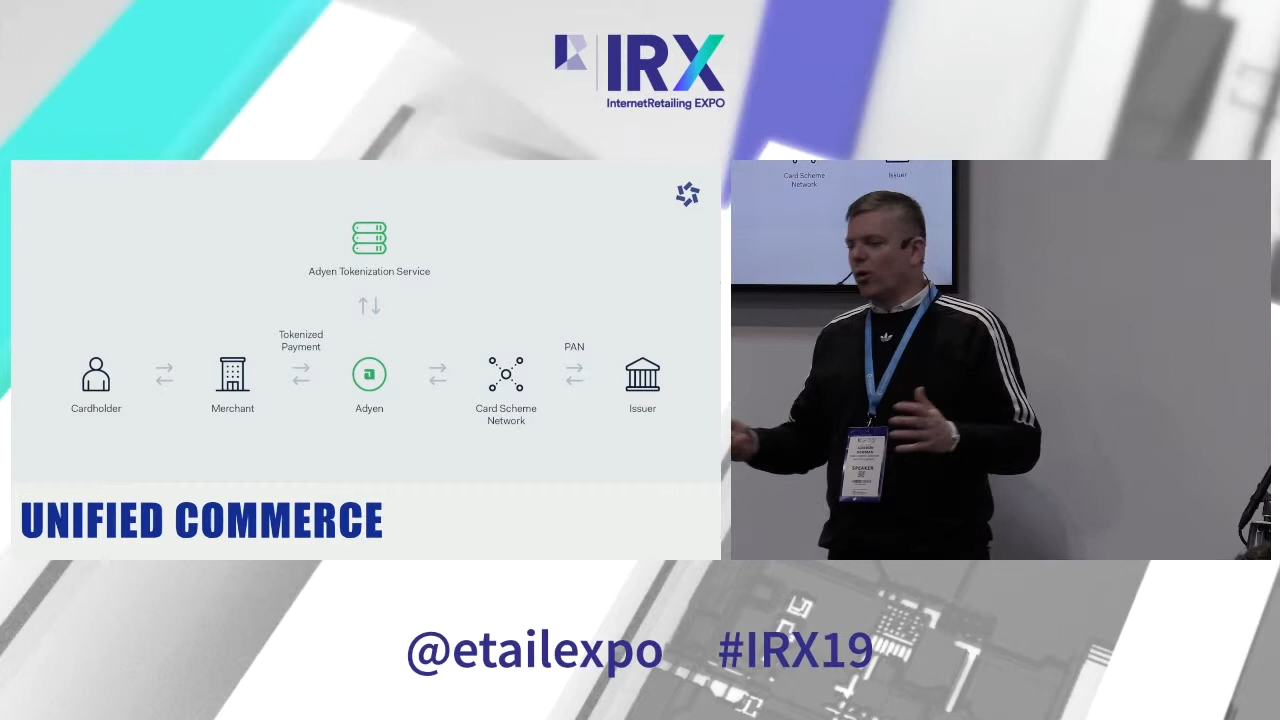 IRX
InternetRetailing EXPO
Adyen Tokenization Service
Tokenized
Payment
PAN
Cardholder
Merchant
Adyen
Card Scheme
Network
Issuer
UNIFIED COMMERCE
Card Scheme
Network
Issuer
SPEAKER
@etailexpo #IRX19